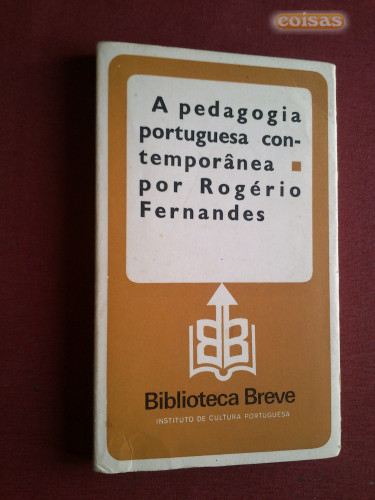 coisas
A pedagogia
portuguesa con-
temporânea
por Rogério
Fernandes
Biblioteca Breve
INSTITUTO DE CULTURA PORTUGUESA